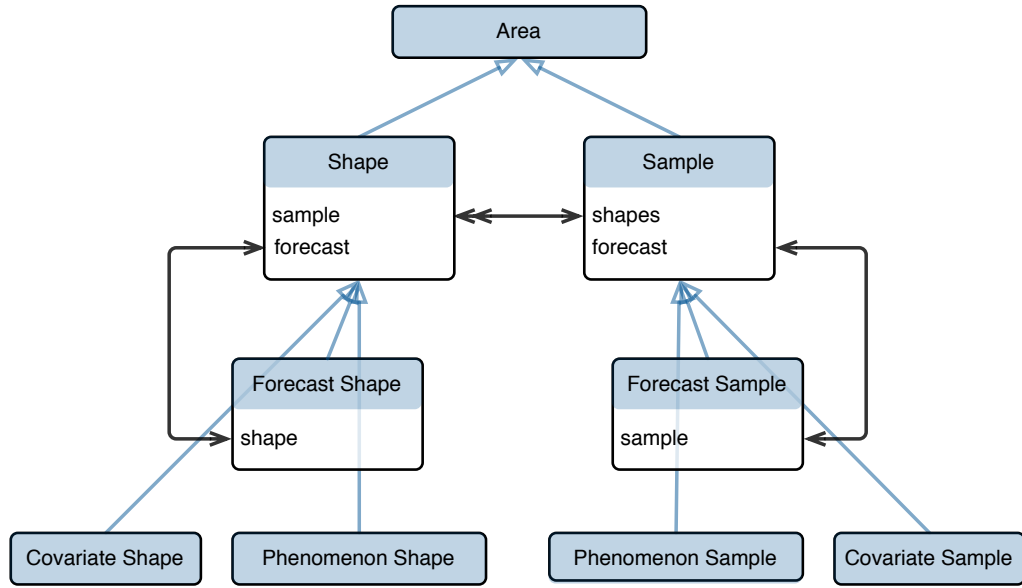 Area
Shape
sample
forecast
Sample
shapes
forecast
Forecast Shape
shape
Forecast Sample
sample
Covariate Shape
Phenomenon Shape
Phenomenon Sample
Covariate Sample